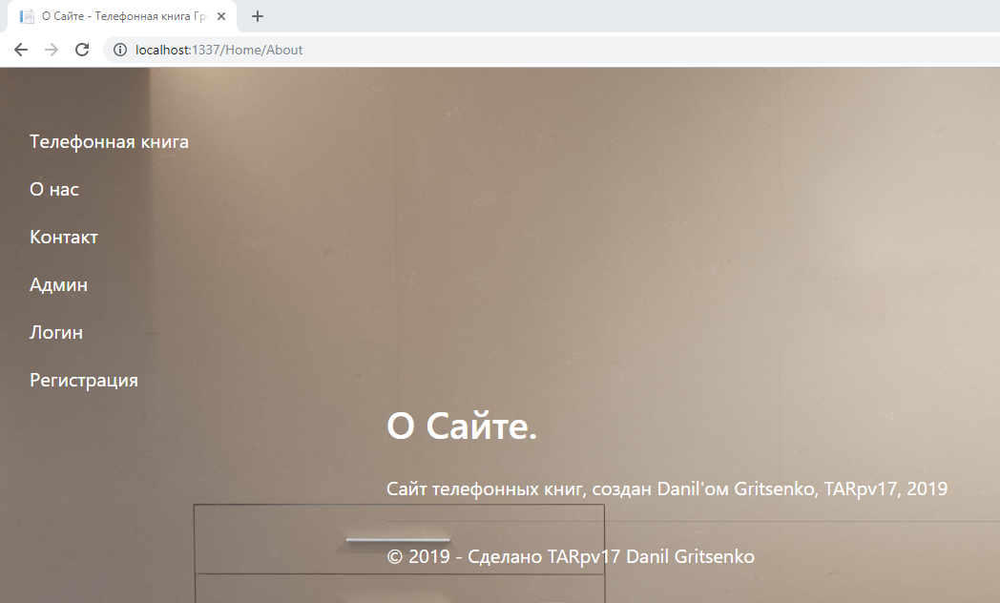 О Сайте - Телефонная книга Гр
localhost:1337/Home/About
Телефонная книга
О нас
Контакт
Админ
Логин
Регистрация
О Сайте.
Сайт телефонных книг, создан Danil'ом Gritsenko, TARpv17, 2019
© 2019 - Сделано TARpv17 Danil Gritsenko